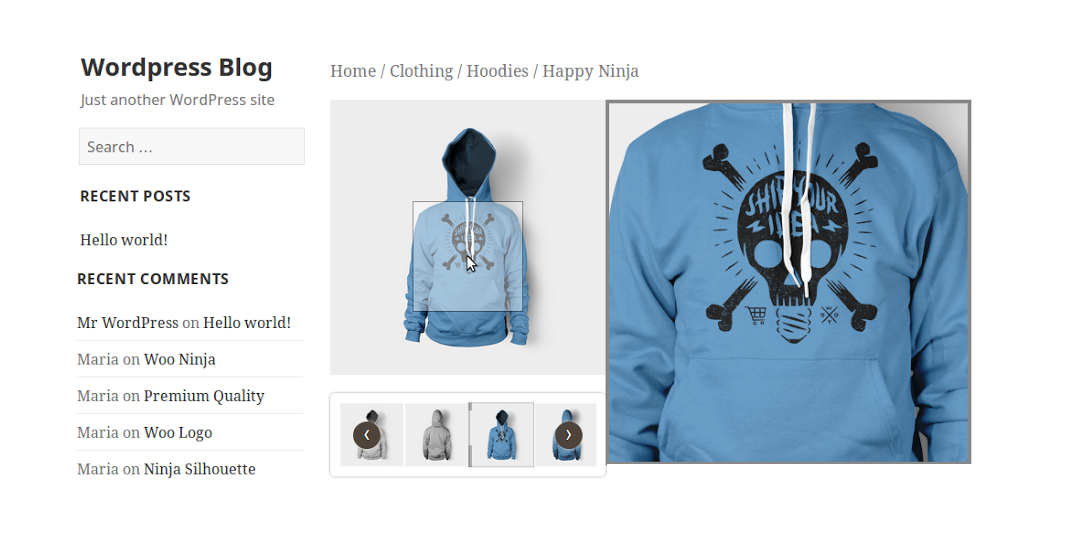 Wordpress Blog
Just another WordPress site
Search …
RECENT POSTS
Hello world!
RECENT COMMENTS
Mr WordPress on Hello world!
Maria on Woo Ninja
Maria on Premium Quality
Maria on Woo Logo
Maria on Ninja Silhouette
Home / Clothing / Hoodies / Happy Ninja
SHIP YOUR
IDEA